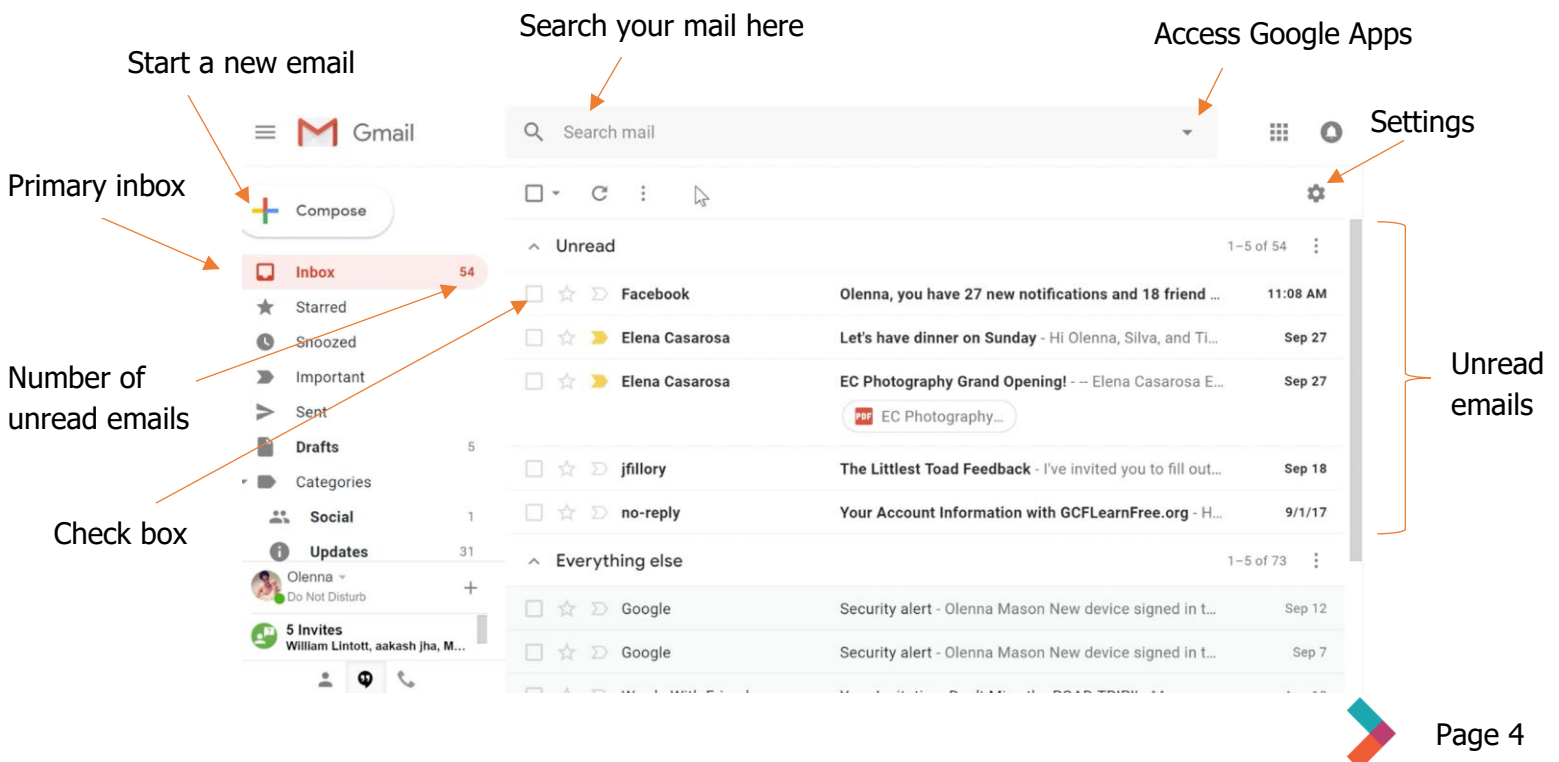 Search your mail here
Access Google Apps
Start a new email
Gmail
Search mail
Settings
Primary inbox
Compose
Unread 1–5 of 54
Inbox 54
Facebook Olenna, you have 27 new notifications and 18 friend ... 11:08 AM
Starred
Elena Casarosa Let's have dinner on Sunday - Hi Olenna, Silva, and Ti... Sep 27
Snoozed
Number of
unread emails
Important
Elena Casarosa EC Photography Grand Opening! - -- Elena Casarosa E... Sep 27
Unread
emails
Sent
PDF EC Photography...
Drafts 5
jfillory The Littlest Toad Feedback - I've invited you to fill out... Sep 18
Categories
Check box
Social 1
no-reply Your Account Information with GCFLearnFree.org - H... 9/1/17
Updates 31
Everything else 1–5 of 73
Olenna
Do Not Disturb
Google Security alert - Olenna Mason New device signed in t... Sep 12
5 Invites
William Lintott, aakash jha, M...
Google Security alert - Olenna Mason New device signed in t... Sep 7
Page 4